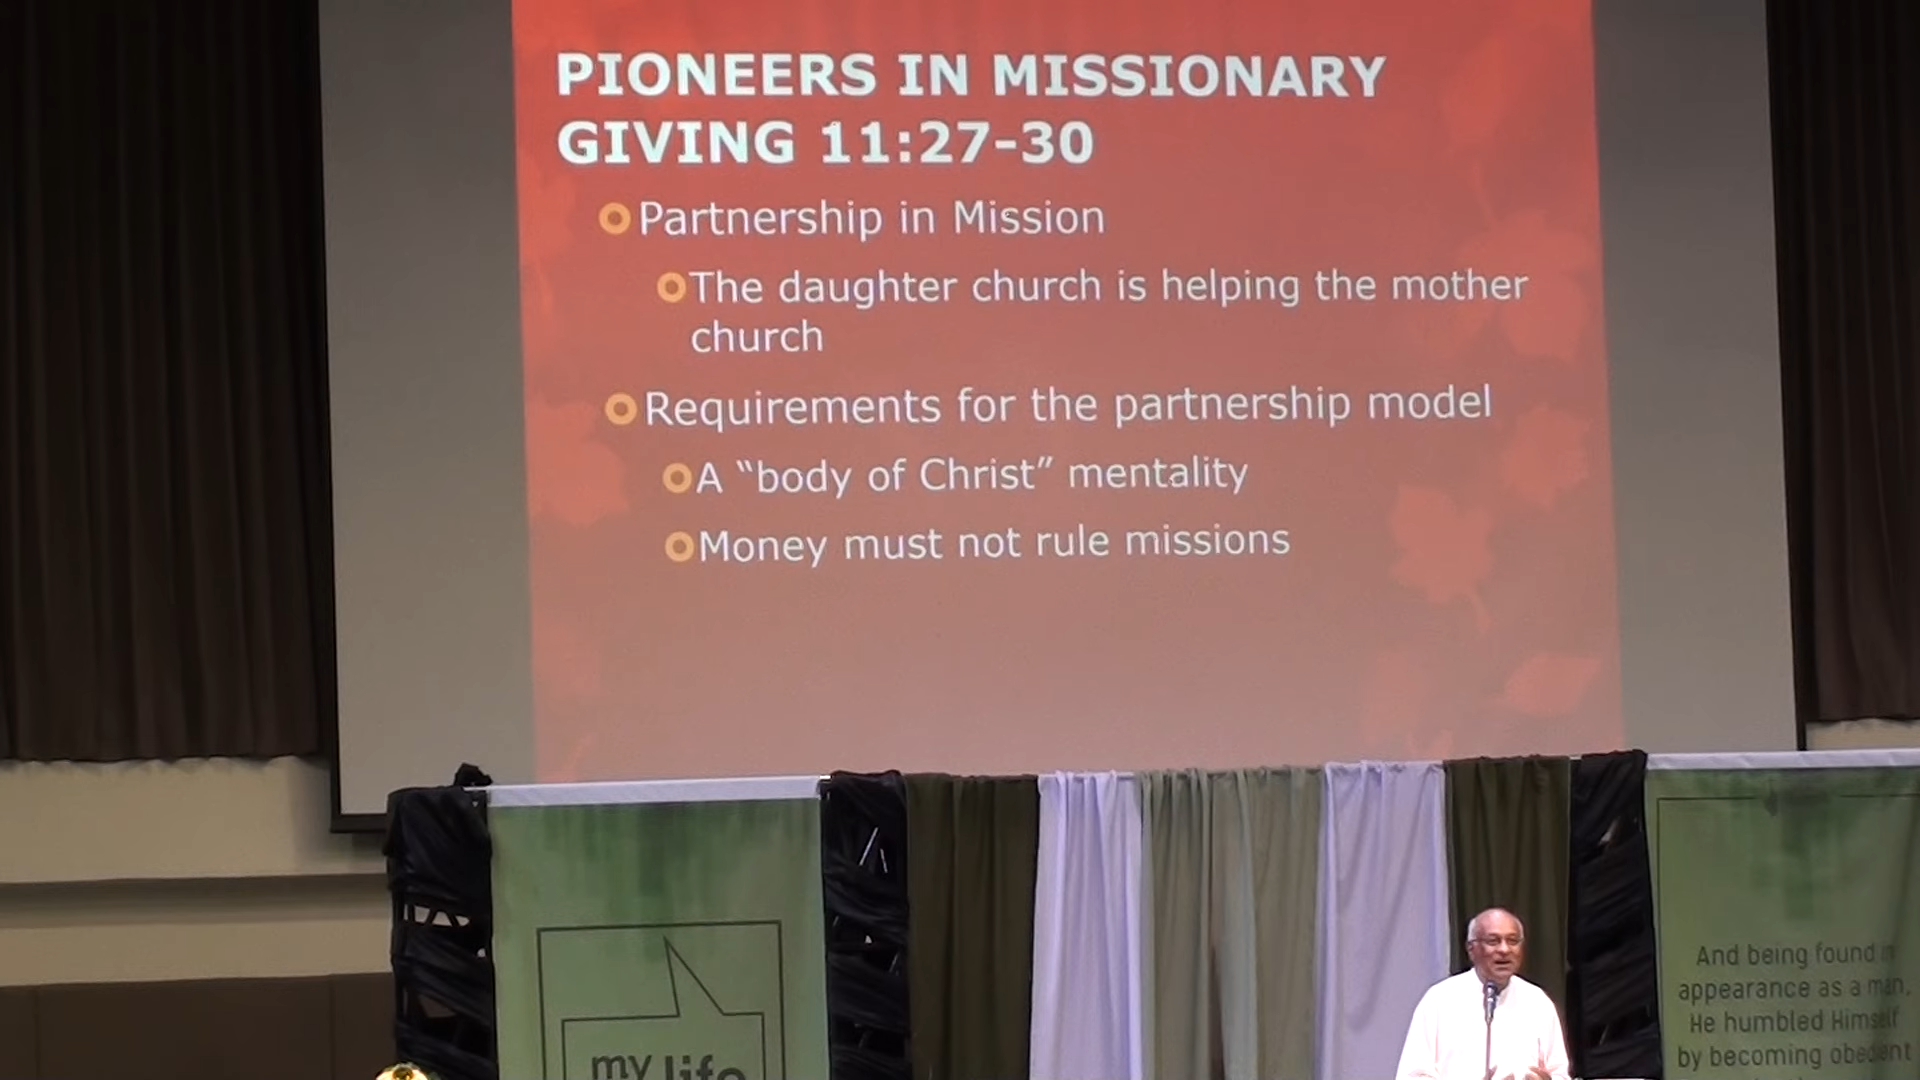 PIONEERS IN MISSIONARY
GIVING 11:27-30
Partnership in Mission
The daughter church is helping the mother
church
Requirements for the partnership model
A “body of Christ” mentality
Money must not rule missions
my life
And being found in
appearance as a man,
He humbled Himself
by becoming obedient